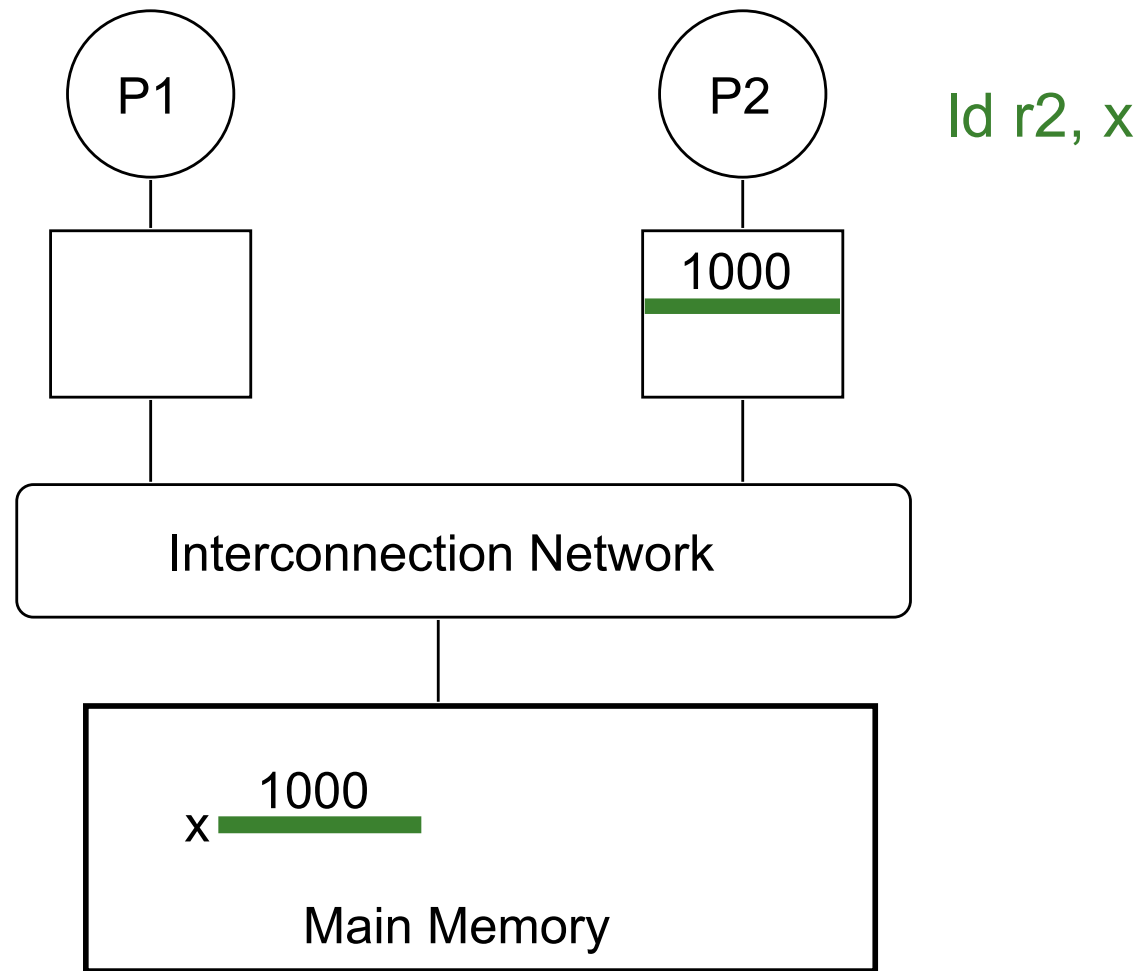 P1
P2
ld r2, x
1000
Interconnection Network
1000
x
Main Memory